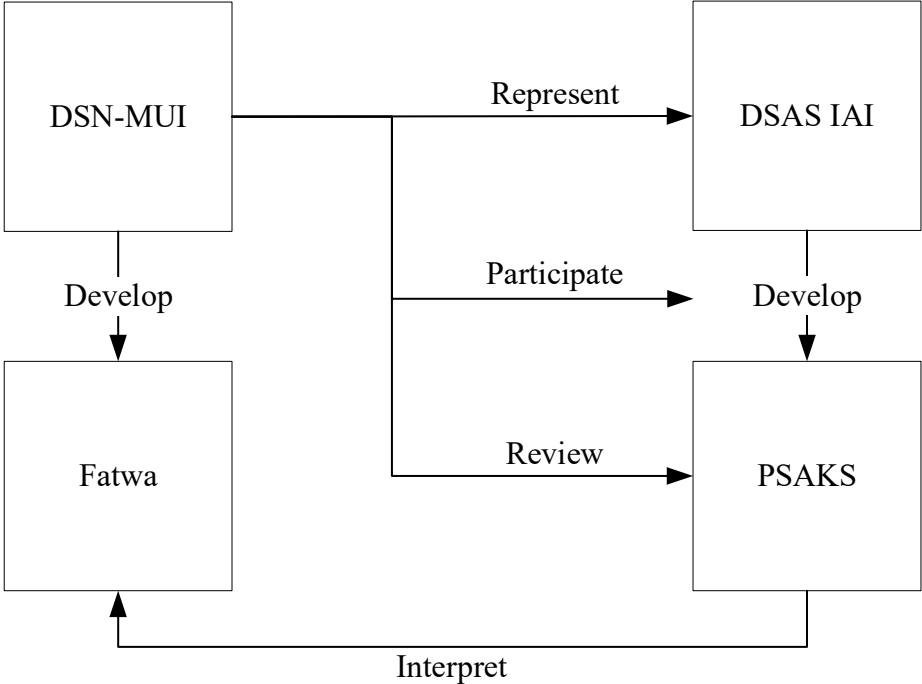 Represent
DSN-MUI
DSAS IAI
Participate
Develop
Develop
Review
Fatwa
PSAKS
Interpret